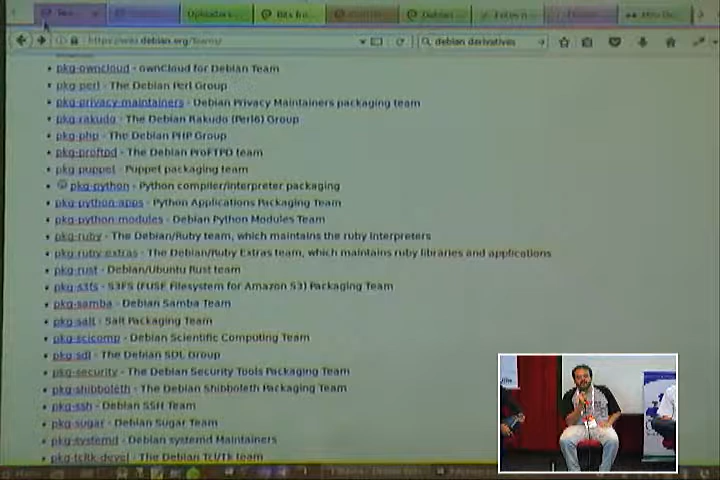 Uploaders
Bits fro
Debian
https://wiki.debian.org/Teams/
debian derivatives
pkg-owncloud - ownCloud for Debian Team
pkg-perl - The Debian Perl Group
pkg-privacy-maintainers - Debian Privacy Maintainers packaging team
pkg-rakudo - The Debian Rakudo (Perl6) Group
pkg-php - The Debian PHP Group
pkg-proftpd - The Debian ProFTPD team
pkg-puppet - Puppet packaging team
pkg-python - Python compiler/interpreter packaging
pkg-python-apps - Python Applications Packaging Team
pkg-python-modules - Debian Python Modules Team
pkg-ruby - The Debian/Ruby team, which maintains the ruby interpreters
pkg-ruby-extras - The Debian/Ruby Extras team, which maintains ruby libraries and applications
pkg-rust - Debian/Ubuntu Rust team
pkg-s3fs - S3FS (FUSE Filesystem for Amazon S3) Packaging Team
pkg-samba - Debian Samba Team
pkg-salt - Salt Packaging Team
pkg-scicomp - Debian Scientific Computing Team
pkg-sdl - The Debian SDL Group
pkg-security - The Debian Security Tools Packaging Team
pkg-shibboleth - The Debian Shibboleth Packaging Team
pkg-ssh - Debian SSH Team
pkg-sugar - Debian Sugar Team
pkg-systemd - Debian systemd Maintainers
pkg-tcltk-devel - The Debian Tcl/Tk team